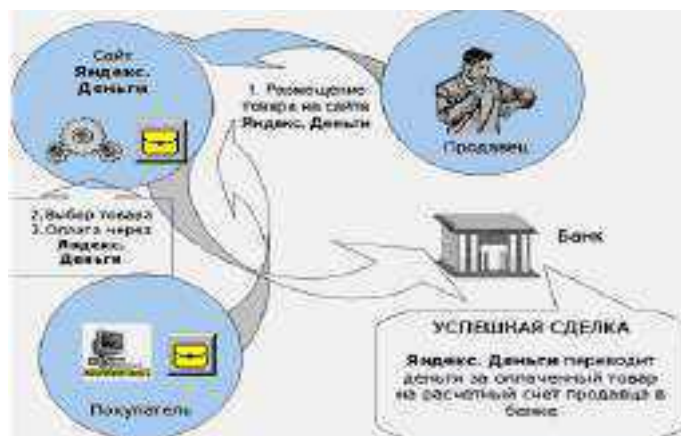 Сайт
Яндекс.
Деньги
1. Размещение
товара на сайте
Яндекс. Деньги
Продавец
2. Выбор товара
3. Оплата через
Яндекс.
Деньги
Банк
Покупатель
УСПЕШНАЯ СДЕЛКА
Яндекс. Деньги переводит
деньги за оплаченный товар
на расчетный счет продавца в
банке